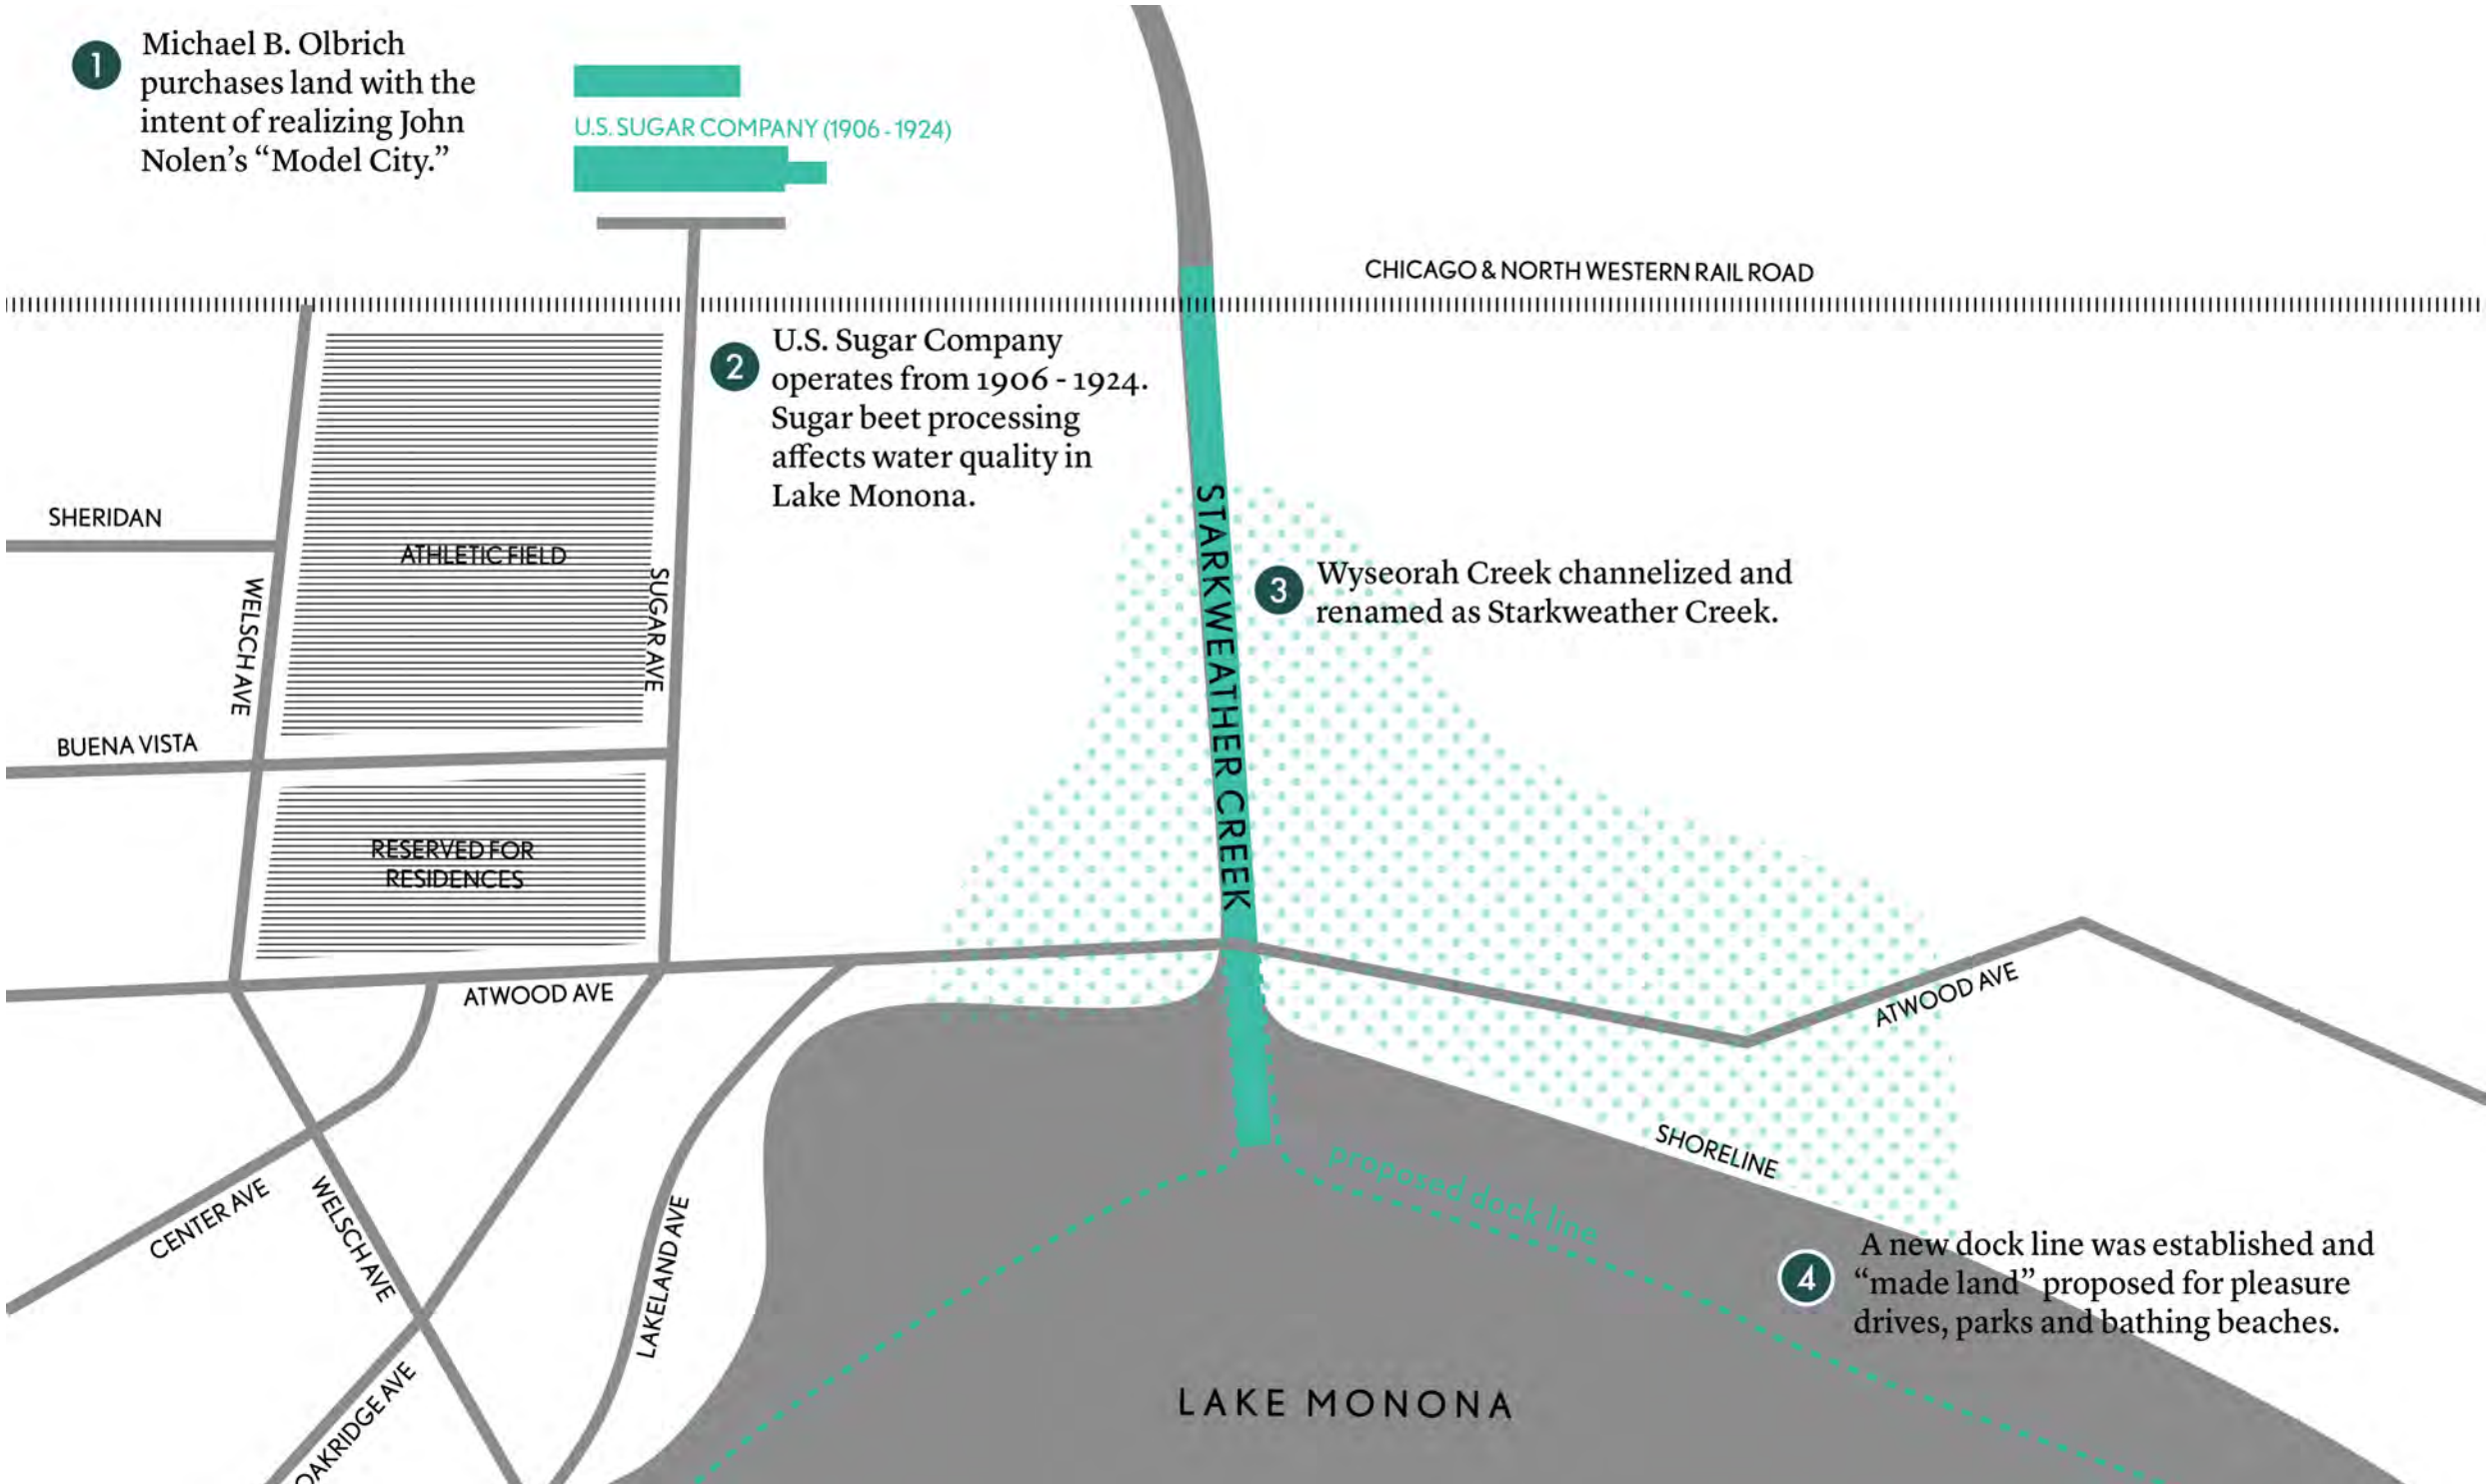 1
Michael B. Olbrich
purchases land with the
intent of realizing John
Nolen’s “Model City.”
U.S. SUGAR COMPANY (1906 - 1924)
CHICAGO & NORTH WESTERN RAIL ROAD
2
U.S. Sugar Company
operates from 1906 - 1924.
Sugar beet processing
affects water quality in
Lake Monona.
SHERIDAN
ATHLETIC FIELD
WELSCH AVE
SUGAR AVE
STARKWEATHER CREEK
3
Wyseorah Creek channelized and
renamed as Starkweather Creek.
BUENA VISTA
RESERVED FOR
RESIDENCES
ATWOOD AVE
ATWOOD AVE
SHORELINE
proposed dock line
CENTER AVE
WELSCH AVE
LAKELAND AVE
4
A new dock line was established and
“made land” proposed for pleasure
drives, parks and bathing beaches.
OAKRIDGE AVE
LAKE MONONA